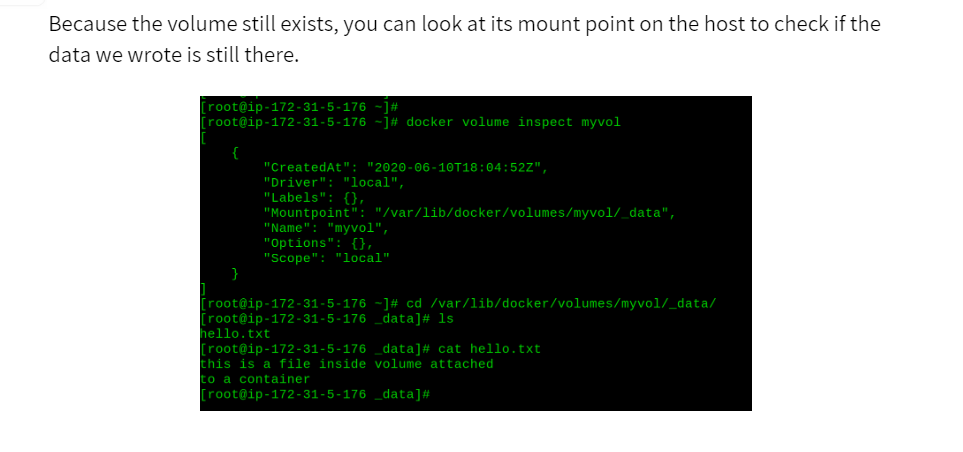 Because the volume still exists, you can look at its mount point on the host to check if the
data we wrote is still there.
[root@ip-172-31-5-176 ~]#
[root@ip-172-31-5-176 ~]# docker volume inspect myvol
[
    {
        "CreatedAt": "2020-06-10T18:04:52Z",
        "Driver": "local",
        "Labels": {},
        "Mountpoint": "/var/lib/docker/volumes/myvol/_data",
        "Name": "myvol",
        "Options": {},
        "Scope": "local"
    }
]
[root@ip-172-31-5-176 ~]# cd /var/lib/docker/volumes/myvol/_data/
[root@ip-172-31-5-176 _data]# ls
hello.txt
[root@ip-172-31-5-176 _data]# cat hello.txt
this is a file inside volume attached
to a container
[root@ip-172-31-5-176 _data]#